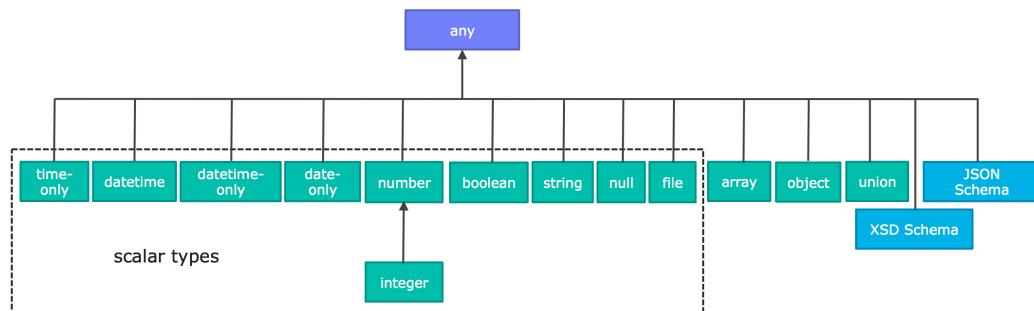 any
time-
only
datetime
datetime-
only
date-
only
number
boolean
string
null
file
array
object
union
JSON
Schema
XSD Schema
scalar types
integer